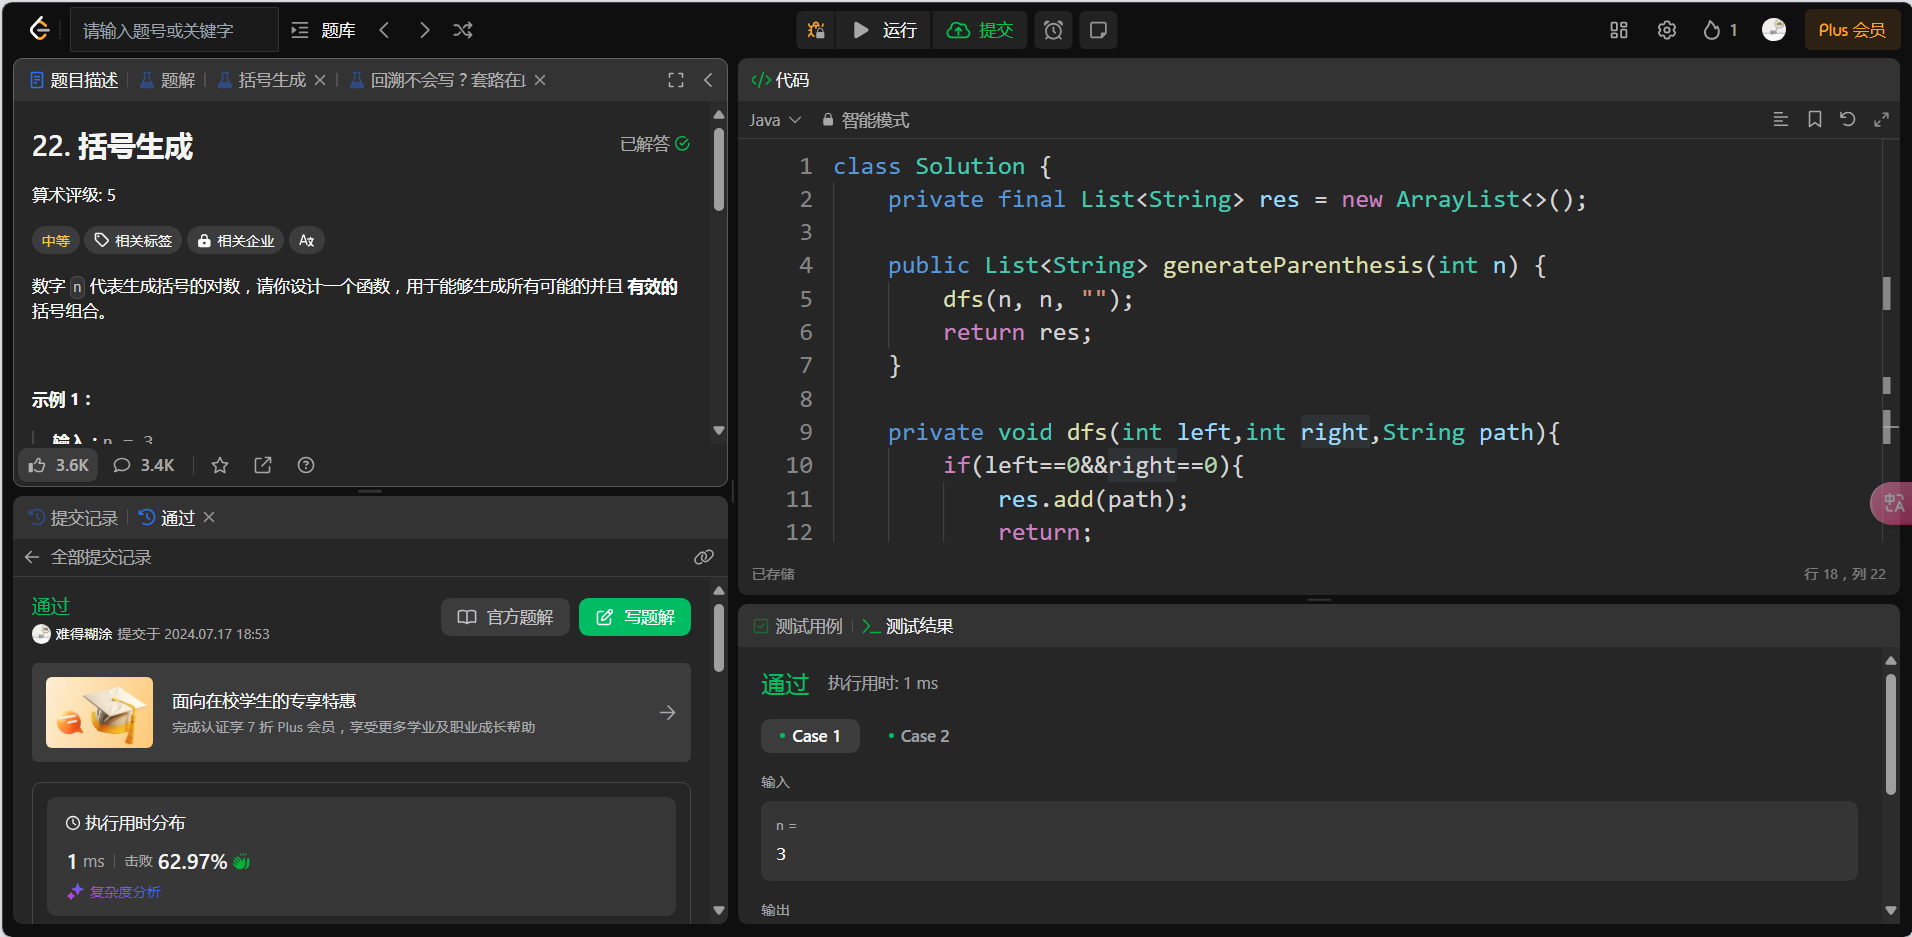 请输入题号或关键字
题库
运行
提交
1
Plus 会员
题目描述
题解
括号生成
回溯不会写？套路在
22. 括号生成
已解答
算术评级: 5
中等
相关标签
相关企业
数字 n 代表生成括号的对数，请你设计一个函数，用于能够生成所有可能的并且 有效的
括号组合。
示例 1：
输入：n = 3
3.6K
3.4K
提交记录
通过
全部提交记录
通过
官方题解
写题解
难得糊涂 提交于 2024.07.17 18:53
面向在校学生的专享特惠
完成认证享 7 折 Plus 会员，享受更多学业及职业成长帮助
执行用时分布
1 ms
击败 62.97%
复杂度分析
</> 代码
Java
智能模式
1 class Solution {
2 private final List<String> res = new ArrayList<>();
3
4 public List<String> generateParenthesis(int n) {
5 dfs(n, n, "");
6 return res;
7 }
8
9 private void dfs(int left,int right,String path){
10 if(left==0&&right==0){
11 res.add(path);
12 return;
已存储
行 18，列 22
测试用例
测试结果
通过
执行用时: 1 ms
Case 1
Case 2
输入
n =
3
输出